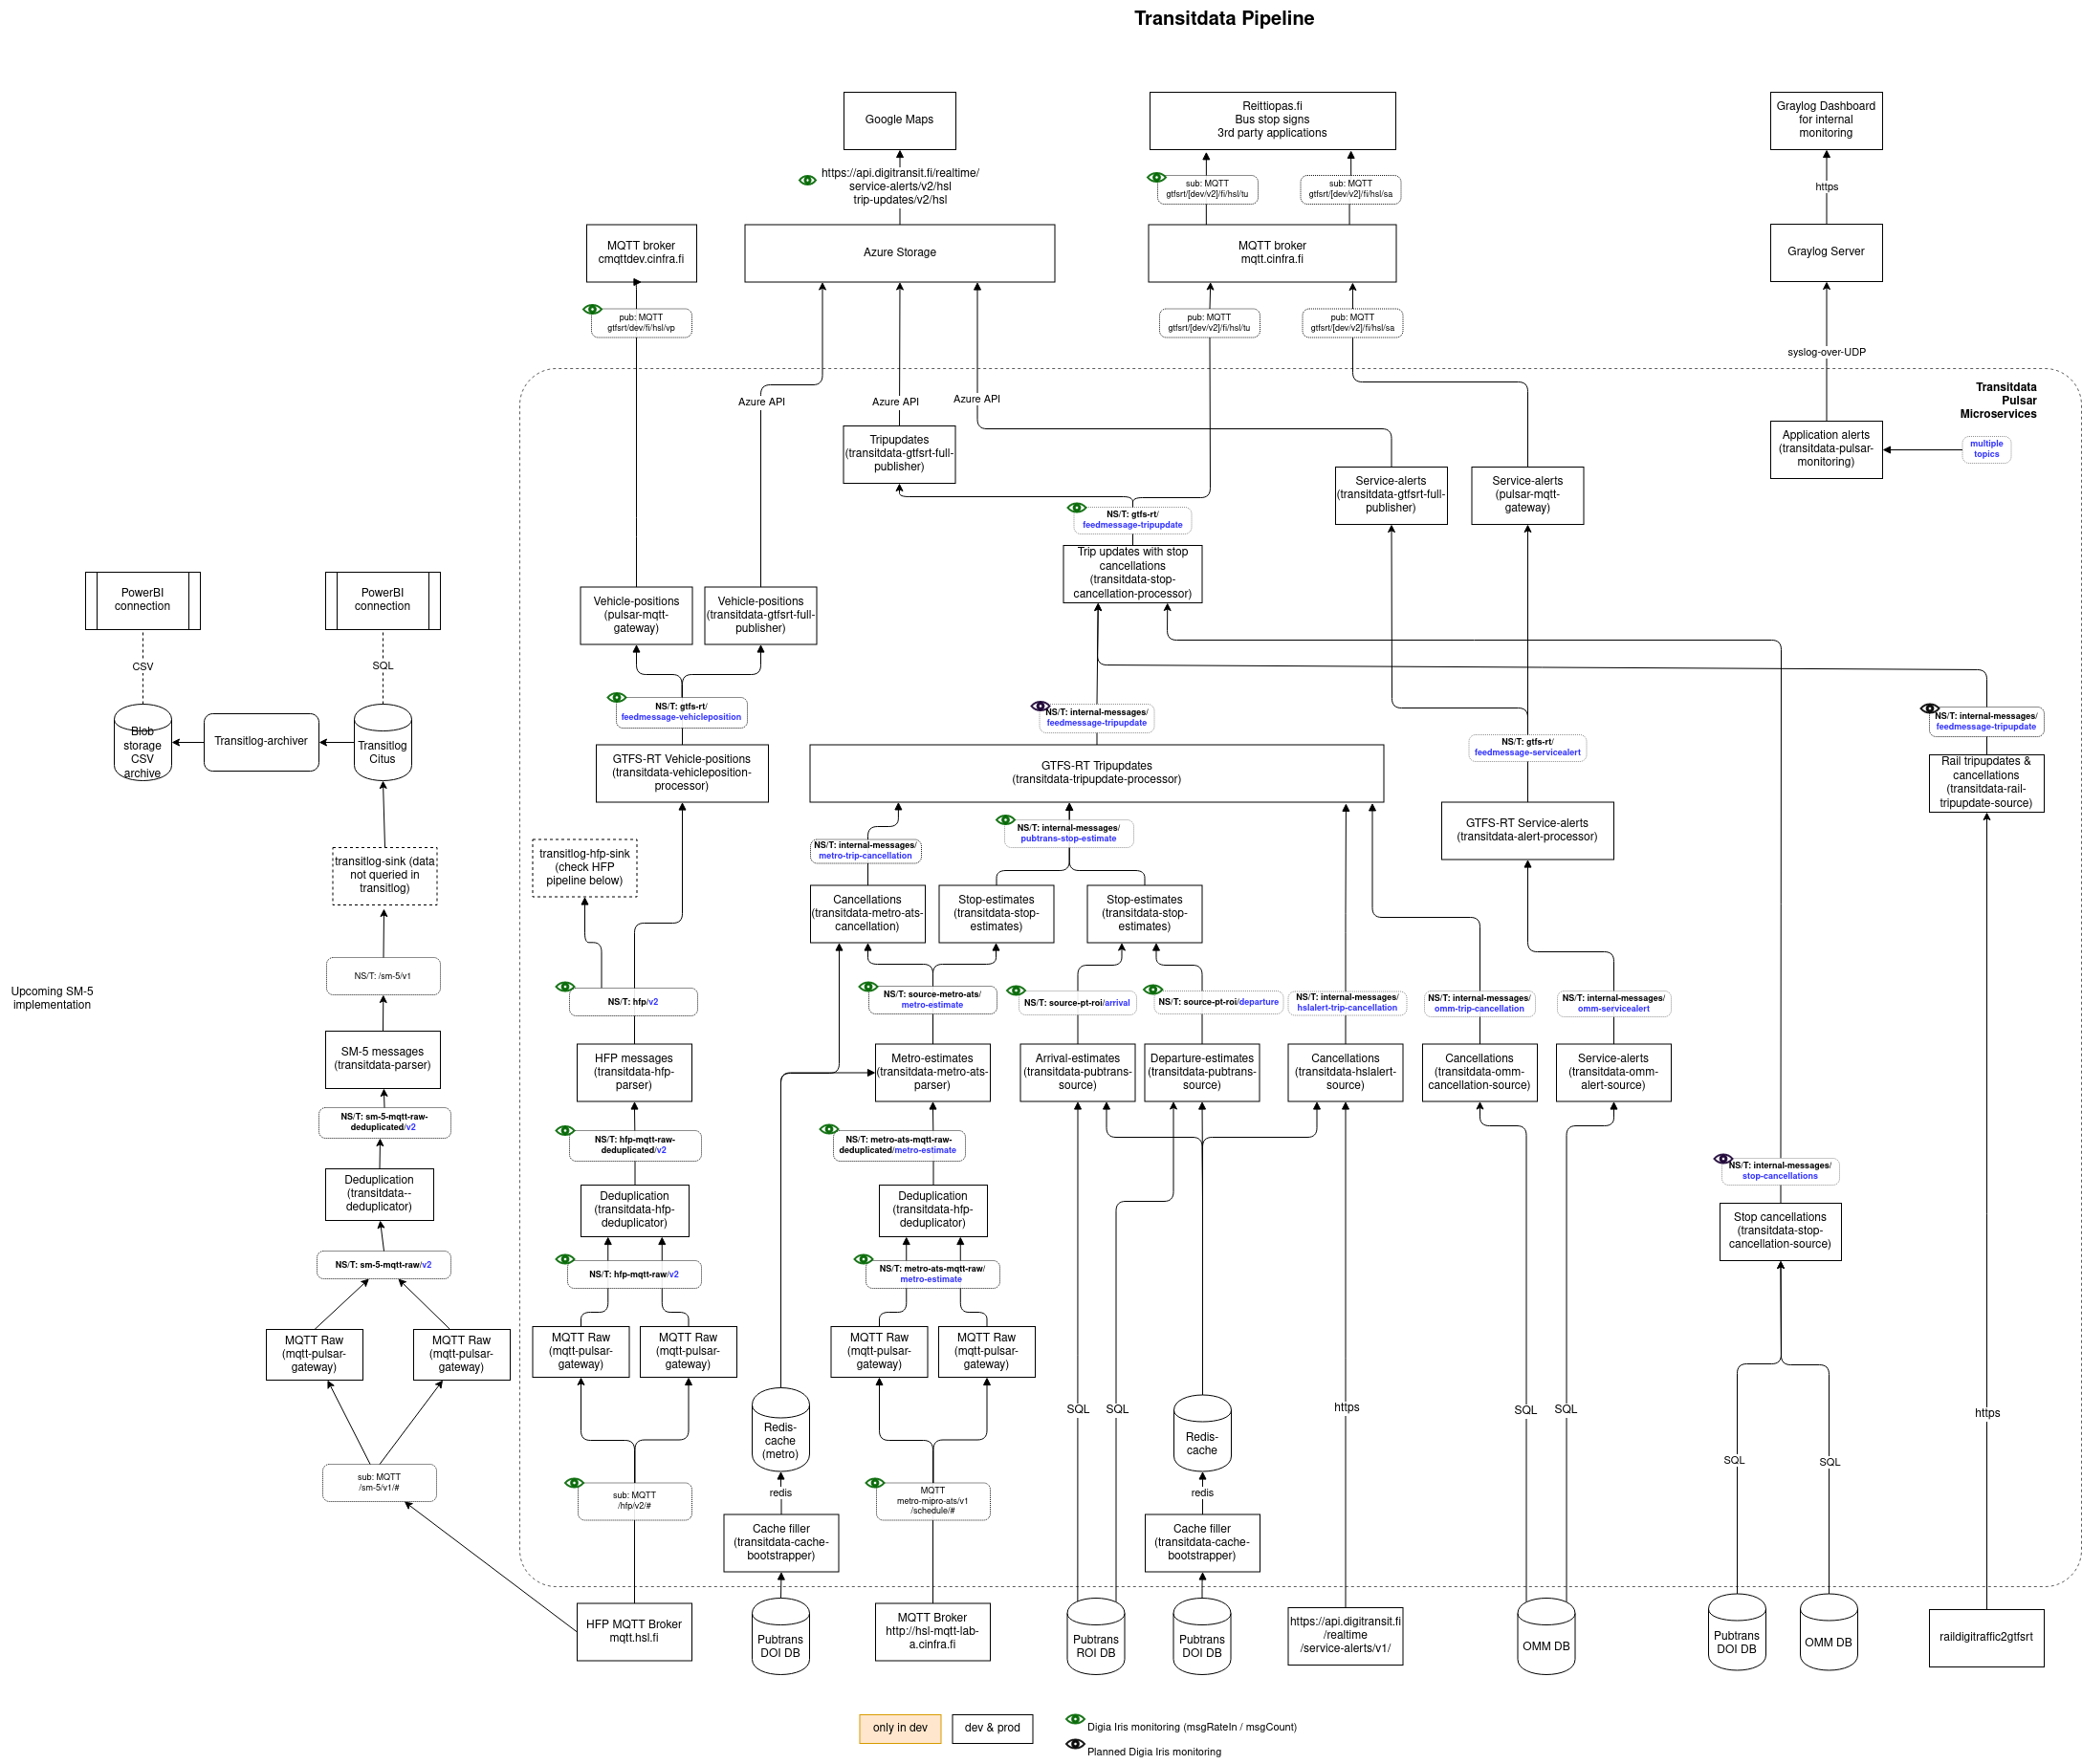 Transitdata Pipeline
Google Maps
Reittiopas.fi
Bus stop signs
3rd party applications
Graylog Dashboard
for internal
monitoring
https://api.digitransit.fi/realtime/
service-alerts/v2/hsl
trip-updates/v2/hsl
sub: MQTT
gtfsrt/[dev/v2]/fi/hsl/tu
sub: MQTT
gtfsrt/[dev/v2]/fi/hsl/sa
https
MQTT broker
cmqttdev.cinfra.fi
Azure Storage
MQTT broker
mqtt.cinfra.fi
Graylog Server
pub: MQTT
gtfsrt/dev/fi/hsl/vp
pub: MQTT
gtfsrt/[dev/v2]/fi/hsl/tu
pub: MQTT
gtfsrt/[dev/v2]/fi/hsl/sa
syslog-over-UDP
Transitdata
Pulsar
Microservices
Azure API
Azure API
Azure API
Tripupdates
(transitdata-gtfsrt-full-
publisher)
Application alerts
(transitdata-pulsar-
monitoring)
multiple
topics
Service-alerts
(transitdata-gtfsrt-full-
publisher)
Service-alerts
(pulsar-mqtt-
gateway)
NS/T: gtfs-rt/
feedmessage-tripupdate
Trip updates with stop
cancellations
(transitdata-stop-
cancellation-processor)
PowerBI
connection
PowerBI
connection
Vehicle-positions
(pulsar-mqtt-
gateway)
Vehicle-positions
(transitdata-gtfsrt-full-
publisher)
CSV
SQL
NS/T: gtfs-rt/
feedmessage-vehicleposition
NS/T: internal-messages/
feedmessage-tripupdate
NS/T: gtfs-rt/
feedmessage-servicealert
NS/T: internal-messages/
feedmessage-tripupdate
Blob
storage
CSV
archive
Transitlog-archiver
Transitlog
Citus
GTFS-RT Vehicle-positions
(transitdata-vehicleposition-
processor)
GTFS-RT Tripupdates
(transitdata-tripupdate-processor)
Rail tripupdates &
cancellations
(transitdata-rail-
tripupdate-source)
GTFS-RT Service-alerts
(transitdata-alert-processor)
transitlog-sink (data
not queried in
transitlog)
transitlog-hfp-sink
(check HFP
pipeline below)
NS/T: internal-messages/
metro-trip-cancellation
NS/T: internal-messages/
pubtrans-stop-estimate
Cancellations
(transitdata-metro-ats-
cancellation)
Stop-estimates
(transitdata-stop-
estimates)
Stop-estimates
(transitdata-stop-
estimates)
Upcoming SM-5
implementation
NS/T: /sm-5/v1
NS/T: hfp/v2
NS/T: source-metro-ats/
metro-estimate
NS/T: source-pt-roi/arrival
NS/T: source-pt-roi/departure
NS/T: internal-messages/
hslalert-trip-cancellation
NS/T: internal-messages/
omm-trip-cancellation
NS/T: internal-messages/
omm-servicealert
SM-5 messages
(transitdata-parser)
HFP messages
(transitdata-hfp-
parser)
Metro-estimates
(transitdata-metro-ats-
parser)
Arrival-estimates
(transitdata-pubtrans-
source)
Departure-estimates
(transitdata-pubtrans-
source)
Cancellations
(transitdata-hslalert-
source)
Cancellations
(transitdata-omm-
cancellation-source)
Service-alerts
(transitdata-omm-
alert-source)
NS/T: sm-5-mqtt-raw-
deduplicated/v2
NS/T: hfp-mqtt-raw-
deduplicated/v2
NS/T: metro-ats-mqtt-raw-
deduplicated/metro-estimate
NS/T: internal-messages/
stop-cancellations
Deduplication
(transitdata--
deduplicator)
Deduplication
(transitdata-hfp-
deduplicator)
Deduplication
(transitdata-hfp-
deduplicator)
Stop cancellations
(transitdata-stop-
cancellation-source)
NS/T: sm-5-mqtt-raw/v2
NS/T: hfp-mqtt-raw/v2
NS/T: metro-ats-mqtt-raw/
metro-estimate
MQTT Raw
(mqtt-pulsar-
gateway)
MQTT Raw
(mqtt-pulsar-
gateway)
MQTT Raw
(mqtt-pulsar-
gateway)
MQTT Raw
(mqtt-pulsar-
gateway)
MQTT Raw
(mqtt-pulsar-
gateway)
MQTT Raw
(mqtt-pulsar-
gateway)
Redis-
cache
(metro)
Redis-
cache
SQL
SQL
https
SQL
SQL
SQL
SQL
https
sub: MQTT
/sm-5/v1/#
sub: MQTT
/hfp/v2/#
redis
MQTT
metro-mipro-ats/v1
/schedule/#
redis
Cache filler
(transitdata-cache-
bootstrapper)
Cache filler
(transitdata-cache-
bootstrapper)
HFP MQTT Broker
mqtt.hsl.fi
Pubtrans
DOI DB
MQTT Broker
http://hsl-mqtt-lab-
a.cinfra.fi
Pubtrans
ROI DB
Pubtrans
DOI DB
https://api.digitransit.fi
/realtime
/service-alerts/v1/
OMM DB
Pubtrans
DOI DB
OMM DB
raildigitraffic2gtfsrt
only in dev
dev & prod
Digia Iris monitoring (msgRateIn / msgCount)
Planned Digia Iris monitoring